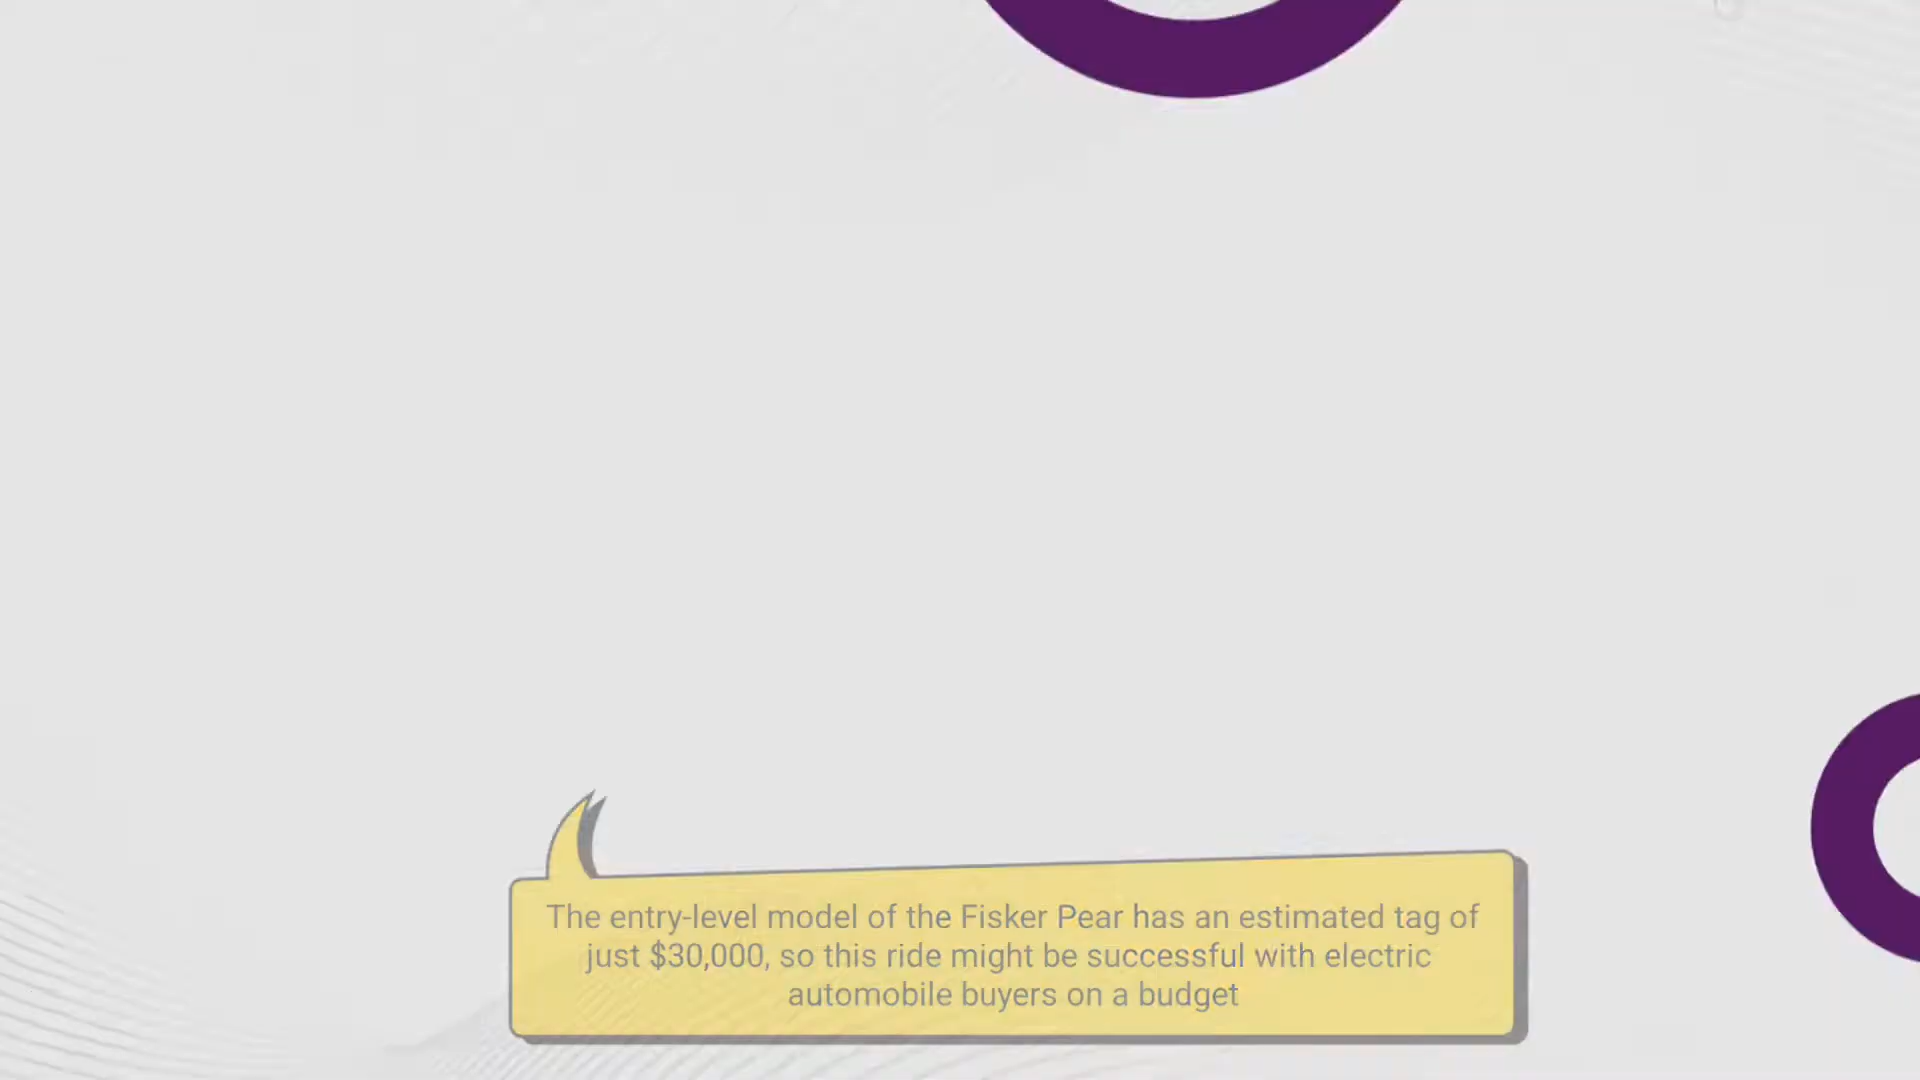 The entry-level model of the Fisker Pear has an estimated tag of
just $30,000, so this ride might be successful with electric
automobile buyers on a budget